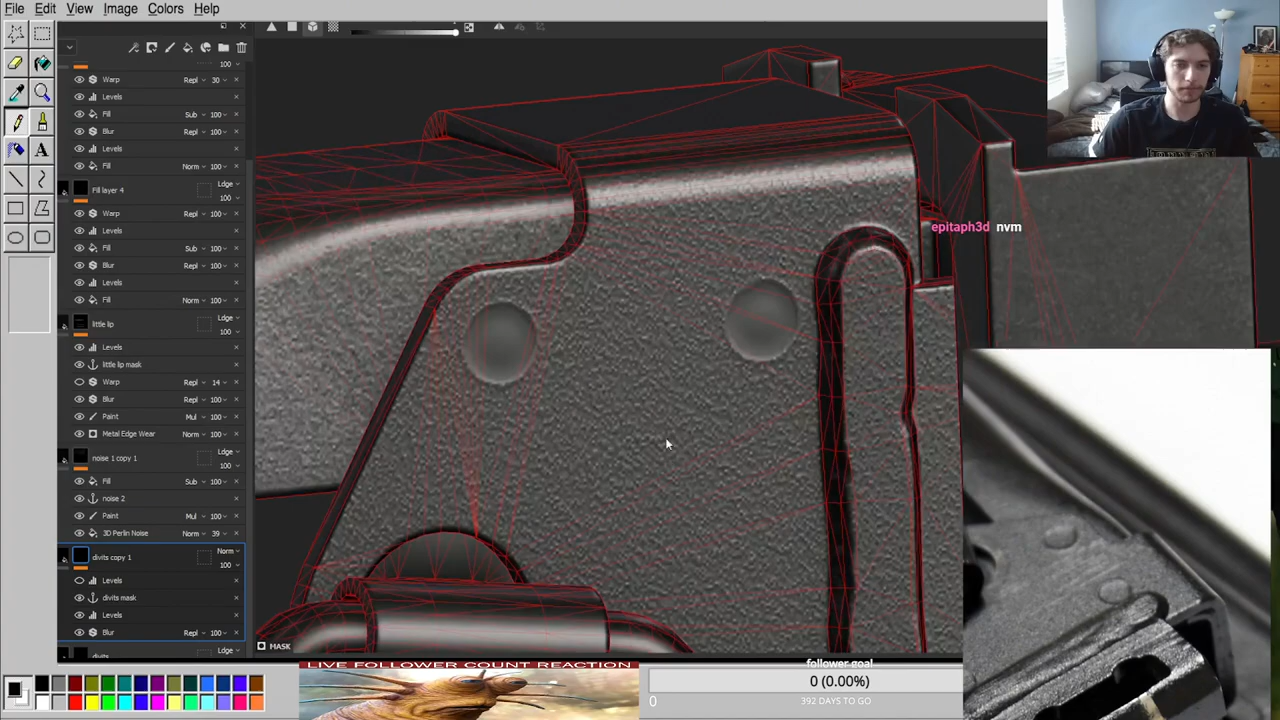 File Edit View Image Colors Help
100
Warp Repl 30
Levels
Fill Sub 100
Blur Repl 100
Levels
Fill Norm 100
Fill layer 4 Ldge
100
Warp Repl 100
Levels
Fill Sub 100
Blur Repl 100
Levels
Fill Norm 100
little lip Ldge
100
Levels
little lip mask
Warp Repl 14
Blur Repl 100
Paint Mul 100
Metal Edge Wear Norm 100
noise 1 copy 1 Ldge
100
Fill Sub 100
noise 2
Paint Mul 100
3D Perlin Noise Norm 39
divits copy 1 Norm
100
Levels
divits mask
Levels
Blur Repl 100
divits Ldge
MASK
epitaph3d nvm
LIVE FOLLOWER COUNT REACTION
follower goal
0 (0.00%)
0
392 DAYS TO GO
A